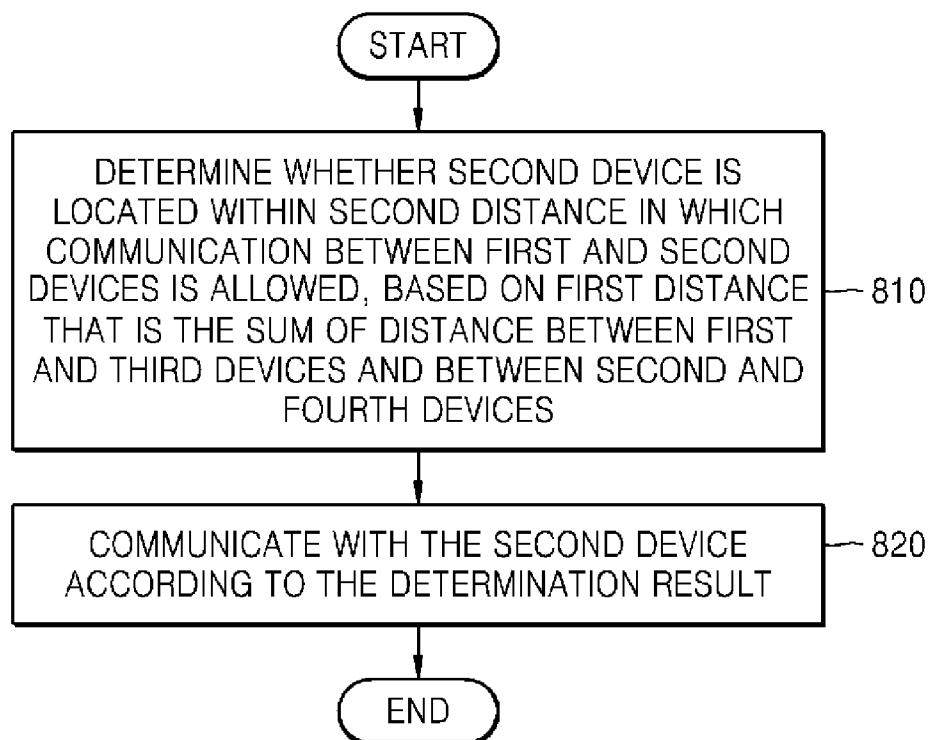 START
DETERMINE WHETHER SECOND DEVICE IS
LOCATED WITHIN SECOND DISTANCE IN WHICH
COMMUNICATION BETWEEN FIRST AND SECOND
DEVICES IS ALLOWED, BASED ON FIRST DISTANCE
THAT IS THE SUM OF DISTANCE BETWEEN FIRST
AND THIRD DEVICES AND BETWEEN SECOND AND
FOURTH DEVICES
810
COMMUNICATE WITH THE SECOND DEVICE
ACCORDING TO THE DETERMINATION RESULT
820
END